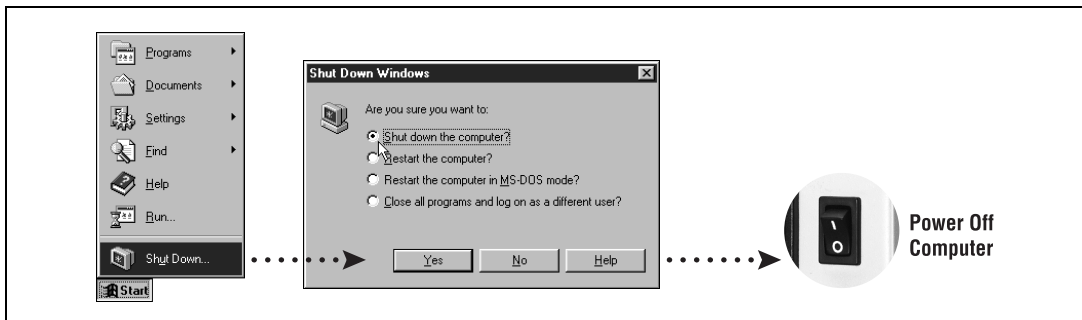 Programs
Documents
Settings
Find
Help
Run...
Shut Down...
Start
Shut Down Windows
Are you sure you want to:
Shut down the computer?
Restart the computer?
Restart the computer in MS-DOS mode?
Close all programs and log on as a different user?
Yes No Help
Power Off
Computer